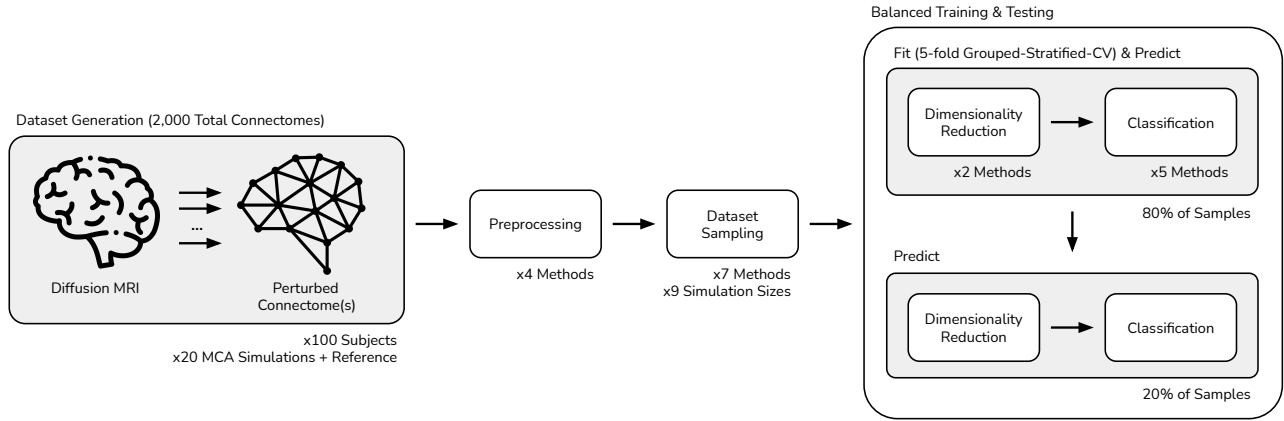 Dataset Generation (2,000 Total Connectomes)
...
Diffusion MRI
Perturbed
Connectome(s)
x100 Subjects
x20 MCA Simulations + Reference
Preprocessing
x4 Methods
Dataset
Sampling
x7 Methods
x9 Simulation Sizes
Balanced Training & Testing
Fit (5-fold Grouped-Stratified-CV) & Predict
Dimensionality
Reduction
x2 Methods
Classification
x5 Methods
80% of Samples
Predict
Dimensionality
Reduction
Classification
20% of Samples